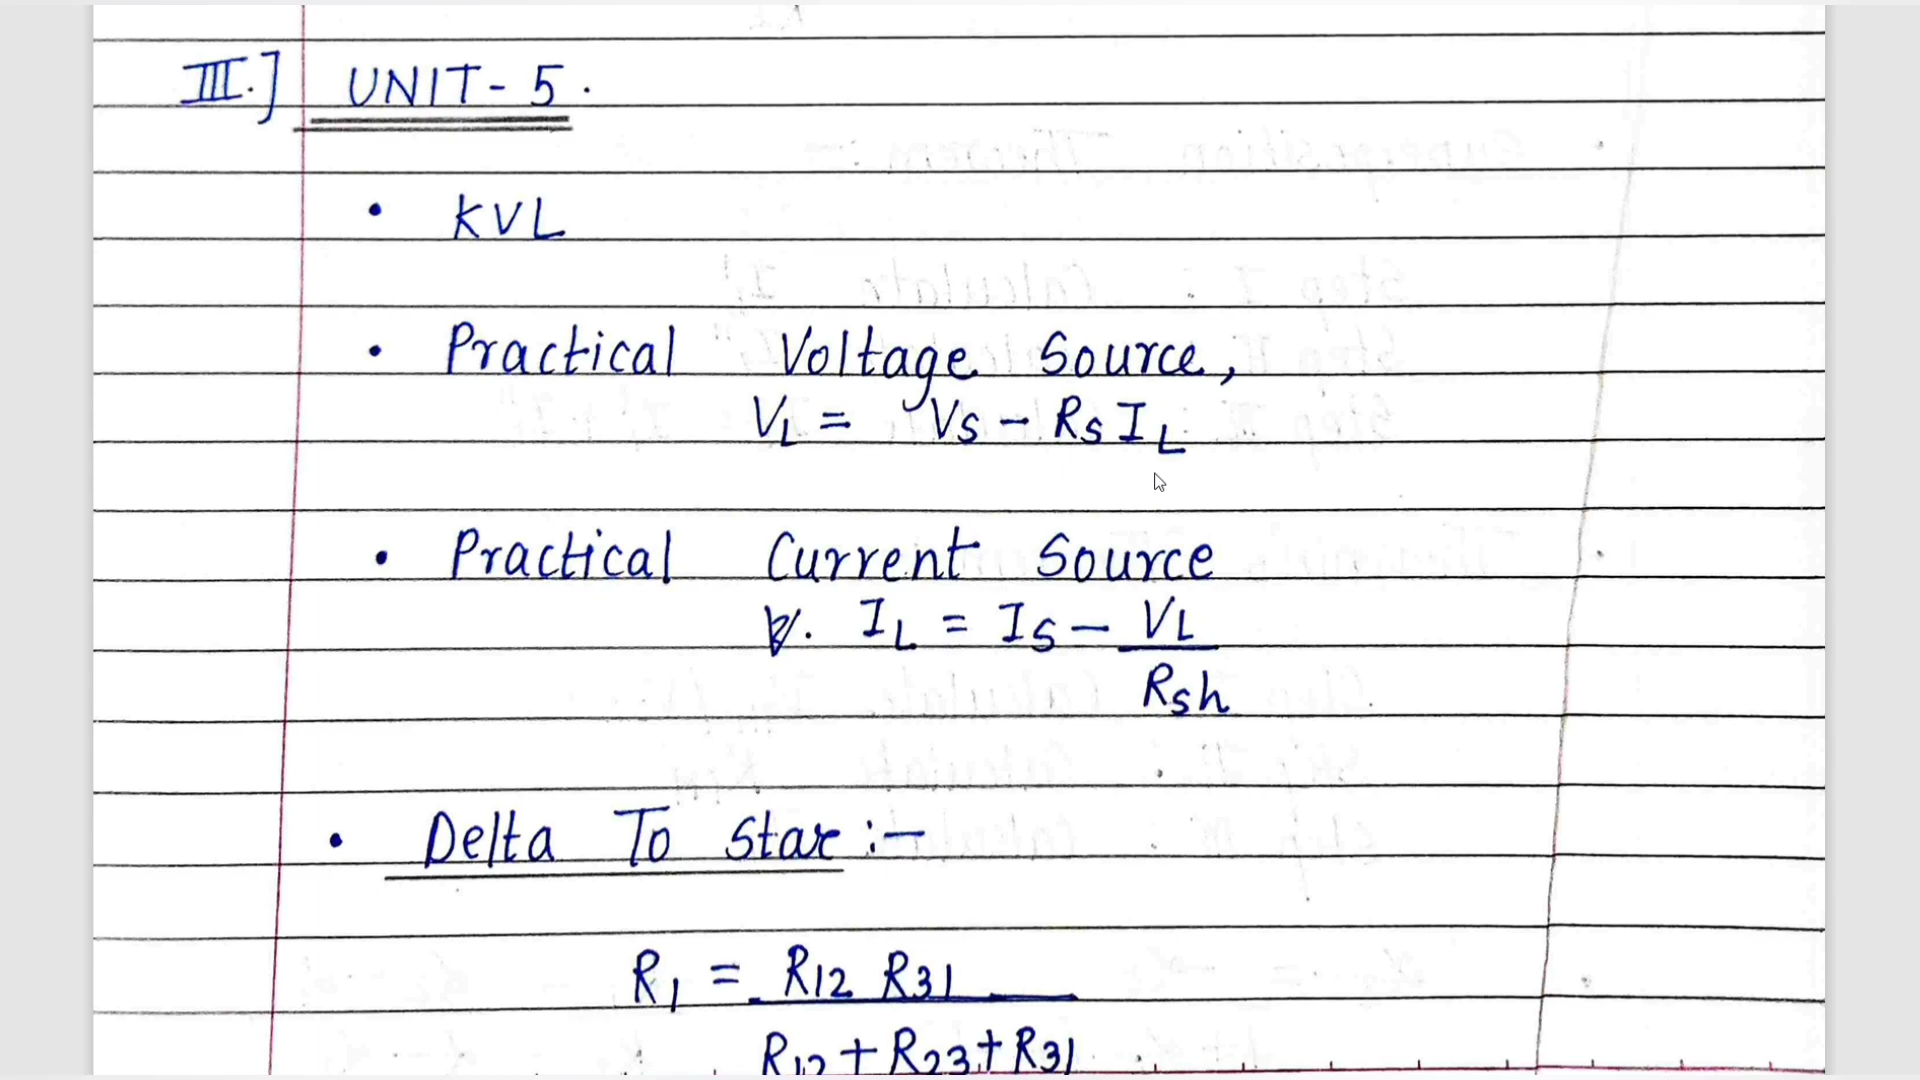 III.] UNIT - 5 .
• KVL
• Practical Voltage Source,
VL = Vs - Rs IL
• Practical Current Source
IL = Is - VL
Rsh
• Delta To Star :-
R1 = R12 R31
R12 + R23 + R31